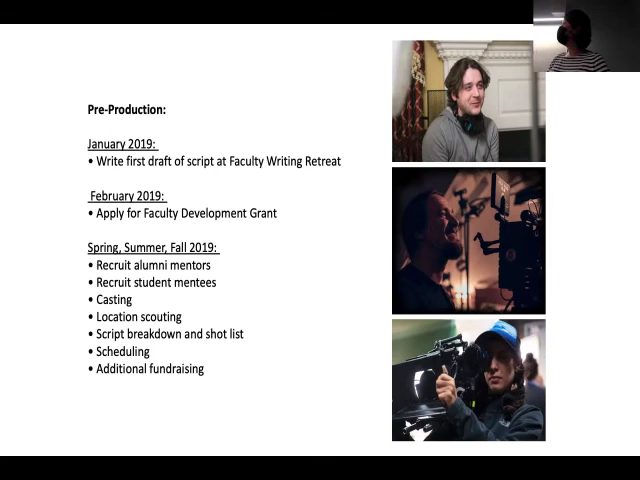 Pre-Production:
January 2019:
• Write first draft of script at Faculty Writing Retreat
February 2019:
• Apply for Faculty Development Grant
Spring, Summer, Fall 2019:
• Recruit alumni mentors
• Recruit student mentees
• Casting
• Location scouting
• Script breakdown and shot list
• Scheduling
• Additional fundraising